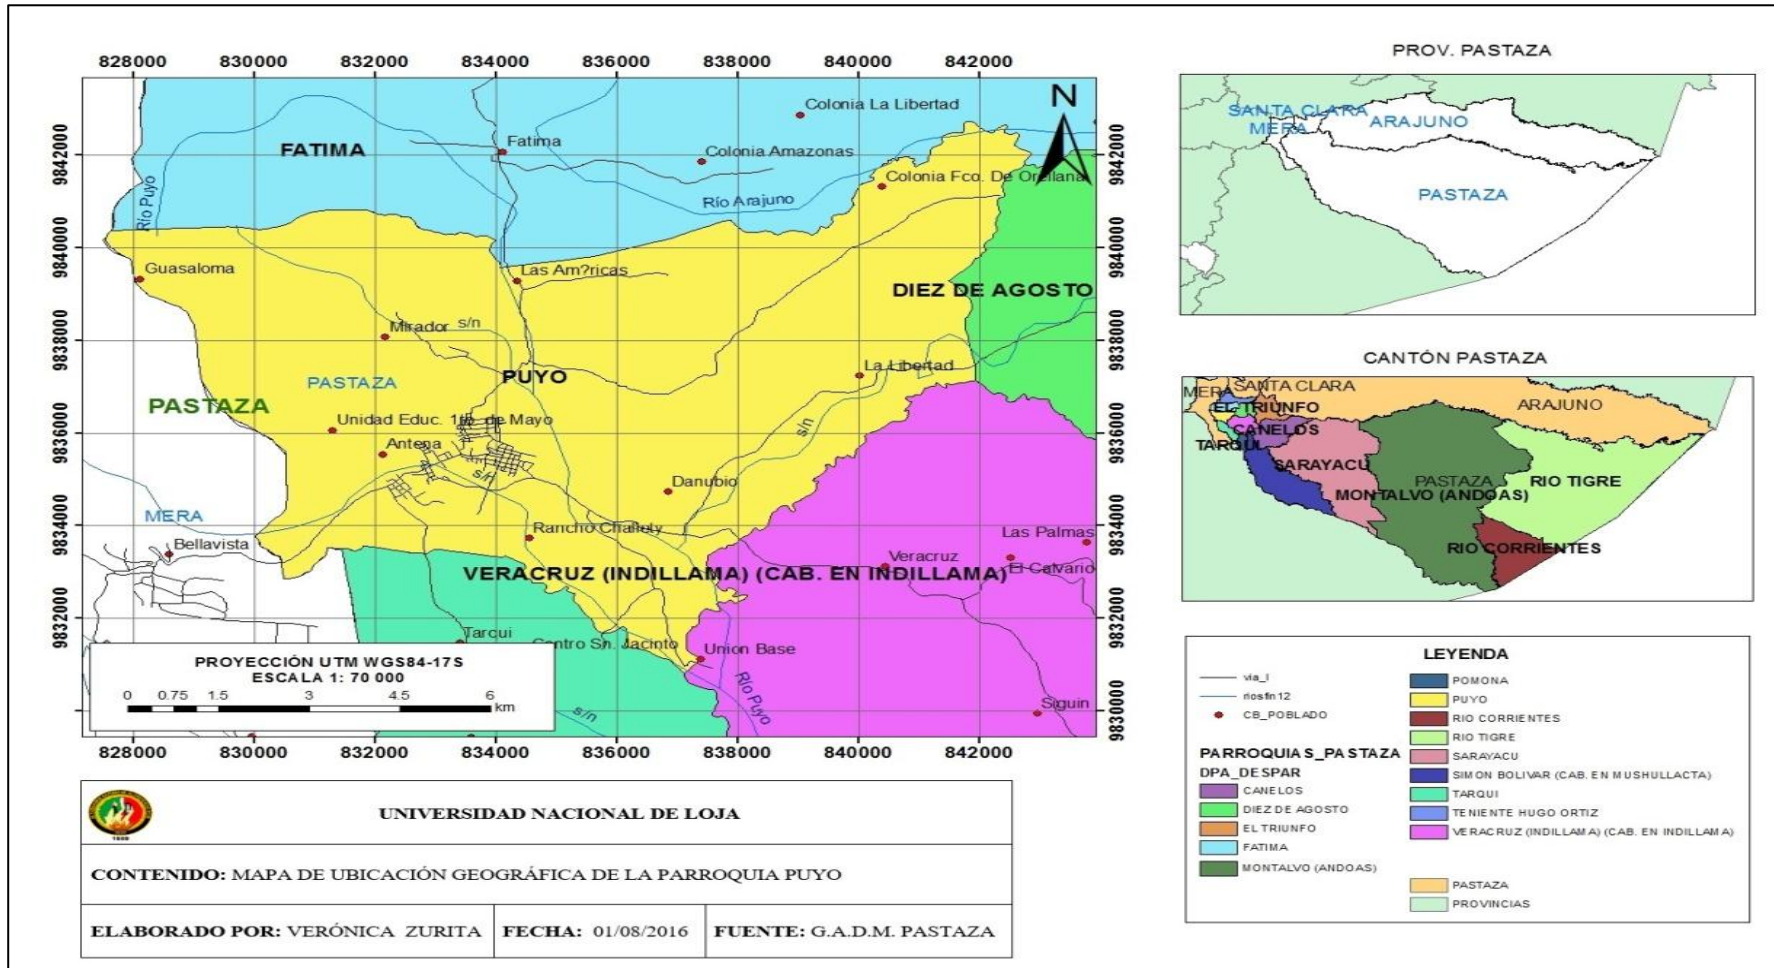 828000 830000 832000 834000 836000 838000 840000 842000
9842000 9842000
9840000 9840000
9838000 9838000
9836000 9836000
9834000 9834000
9832000 9832000
9830000
828000 830000 832000 834000 836000 838000 840000 842000
N
Colonia La Libertad
FATIMA
Fatima
Colonia Amazonas
Colonia Fco. De Orellana
Río Puyo
Río Arajuno
Guasaloma
Las Am?ricas
DIEZ DE AGOSTO
Mirador
s/n
La Libertad
PUYO
PASTAZA
PASTAZA
Unidad Educ. 1ro. de Mayo
s/n
Antena
s/n
Danubio
MERA
Rancho Challuly
Las Palmas
Bellavista
Veracruz
El Calvario
VERACRUZ (INDILLAMA) (CAB. EN INDILLAMA)
Tarqui
Centro Sn. Jacinto
Union Base
Río Puyo
Siguin
s/n
PROYECCIÓN UTM WGS84-17S
ESCALA 1: 70 000
0 0.75 1.5 3 4.5 6
km
PROV. PASTAZA
SANTA CLARA
MERA
ARAJUNO
PASTAZA
CANTÓN PASTAZA
MERA
SANTA CLARA
ARAJUNO
EL TRIUNFO
CANELOS
TARQUI
SARAYACU
PASTAZA
RIO TIGRE
MONTALVO (ANDOAS)
RIO CORRIENTES
LEYENDA
via_l
riosfin12
CB_POBLADO
PARROQUIAS_PASTAZA
DPA_DESPAR
CANELOS
DIEZ DE AGOSTO
EL TRIUNFO
FATIMA
MONTALVO (ANDOAS)
POMONA
PUYO
RIO CORRIENTES
RIO TIGRE
SARAYACU
SIMON BOLIVAR (CAB. EN MUSHULLACTA)
TARQUI
TENIENTE HUGO ORTIZ
VERACRUZ (INDILLAMA) (CAB. EN INDILLAMA)
PASTAZA
PROVINCIAS
UNIVERSIDAD NACIONAL DE LOJA
CONTENIDO: MAPA DE UBICACIÓN GEOGRÁFICA DE LA PARROQUIA PUYO
ELABORADO POR: VERÓNICA ZURITA
FECHA: 01/08/2016
FUENTE: G.A.D.M. PASTAZA